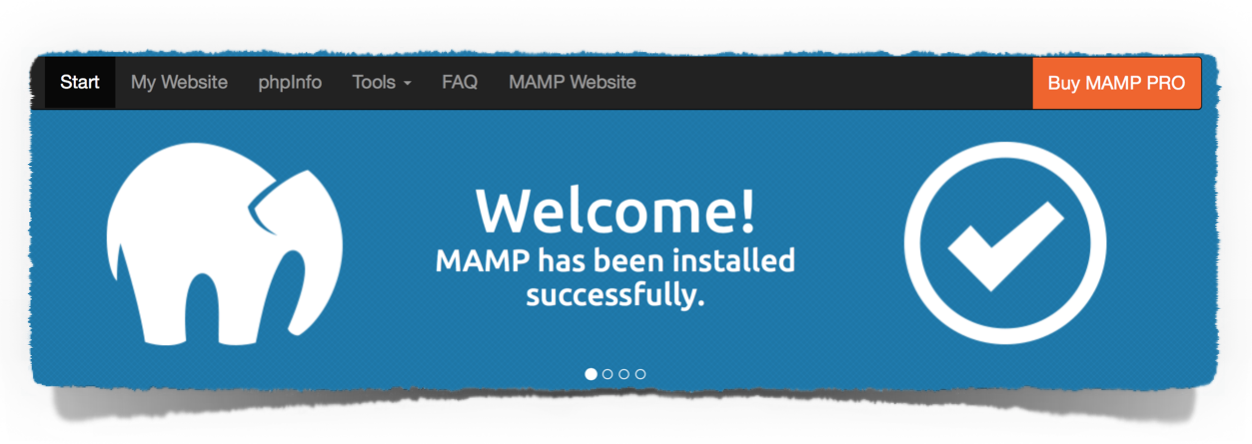 Start My Website phpInfo Tools FAQ MAMP Website Buy MAMP PRO
Welcome!
MAMP has been installed
successfully.